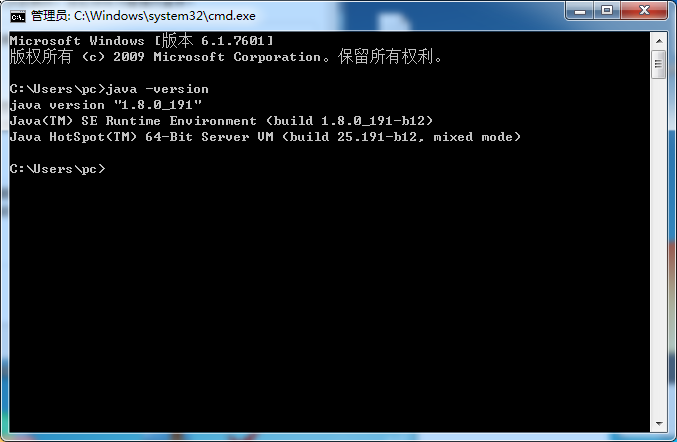 管理员: C:\Windows\system32\cmd.exe
Microsoft Windows [版本 6.1.7601]
版权所有 (c) 2009 Microsoft Corporation。保留所有权利。
C:\Users\pc>java -version
java version "1.8.0_191"
Java(TM) SE Runtime Environment (build 1.8.0_191-b12)
Java HotSpot(TM) 64-Bit Server VM (build 25.191-b12, mixed mode)
C:\Users\pc>